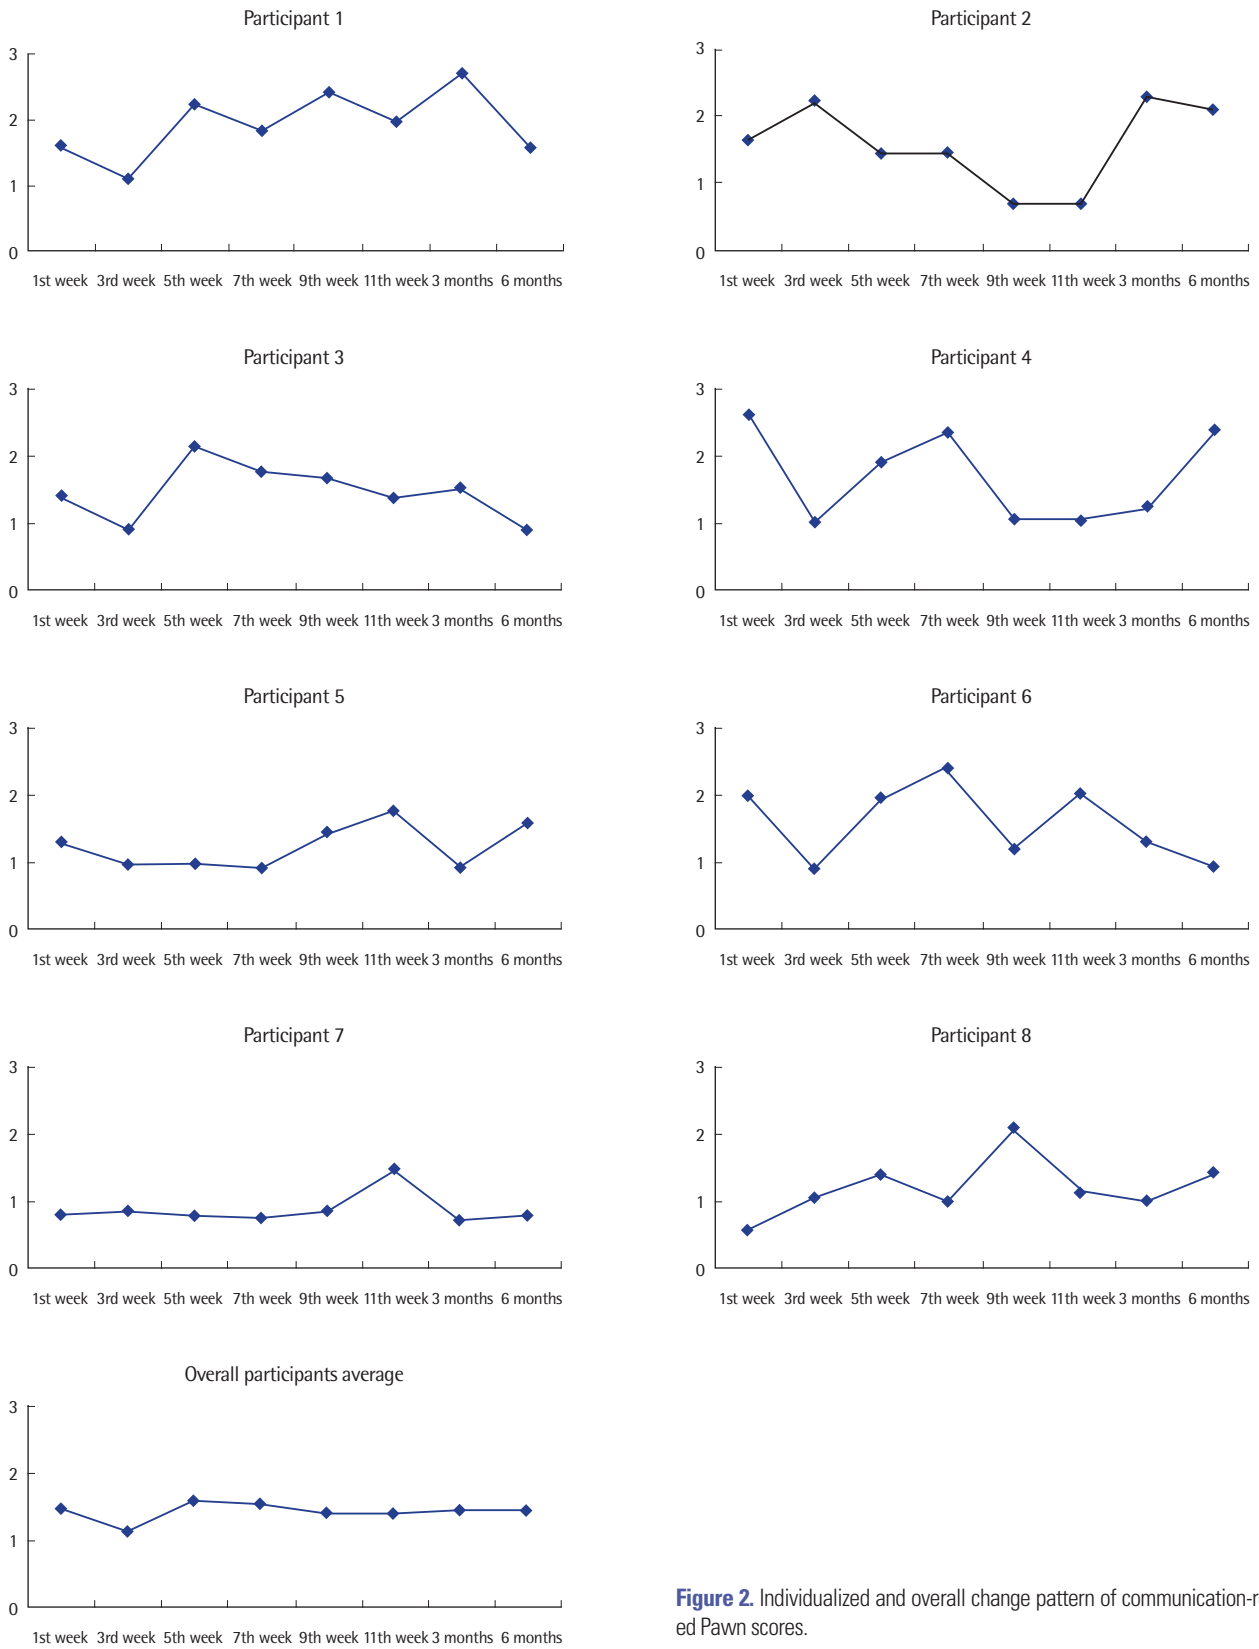 Participant 1
3
2
1
0
1st week 3rd week 5th week 7th week 9th week 11th week 3 months 6 months
Participant 2
3
2
1
0
1st week 3rd week 5th week 7th week 9th week 11th week 3 months 6 months
Participant 3
3
2
1
0
1st week 3rd week 5th week 7th week 9th week 11th week 3 months 6 months
Participant 4
3
2
1
0
1st week 3rd week 5th week 7th week 9th week 11th week 3 months 6 months
Participant 5
3
2
1
0
1st week 3rd week 5th week 7th week 9th week 11th week 3 months 6 months
Participant 6
3
2
1
0
1st week 3rd week 5th week 7th week 9th week 11th week 3 months 6 months
Participant 7
3
2
1
0
1st week 3rd week 5th week 7th week 9th week 11th week 3 months 6 months
Participant 8
3
2
1
0
1st week 3rd week 5th week 7th week 9th week 11th week 3 months 6 months
Overall participants average
3
2
1
0
1st week 3rd week 5th week 7th week 9th week 11th week 3 months 6 months
Figure 2. Individualized and overall change pattern of communication-r
ed Pawn scores.